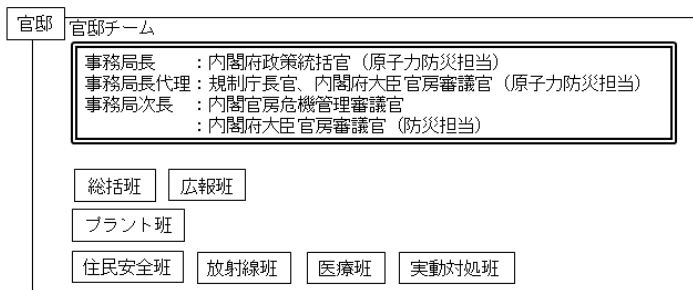 官邸
官邸チーム
事務局長　　：内閣府政策統括官（原子力防災担当）
事務局長代理：規制庁長官、内閣府大臣官房審議官（原子力防災担当）
事務局次長　：内閣官房危機管理審議官
　　　　　　：内閣府大臣官房審議官（防災担当）
総括班　広報班
プラント班
住民安全班　放射線班　医療班　実動対処班